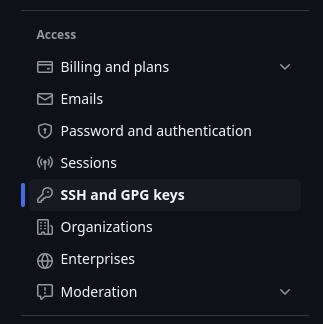 Access
Billing and plans
Emails
Password and authentication
Sessions
SSH and GPG keys
Organizations
Enterprises
Moderation